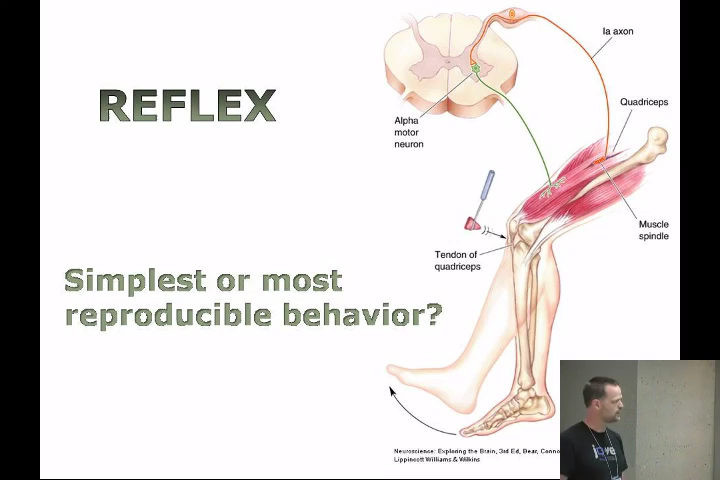 REFLEX
Ia axon
Quadriceps
Alpha
motor
neuron
Muscle
spindle
Tendon of
quadriceps
Simplest or most
reproducible behavior?
Neuroscience: Exploring the Brain, 3rd Ed, Bear, Conno
Lippincott Williams & Wilkins